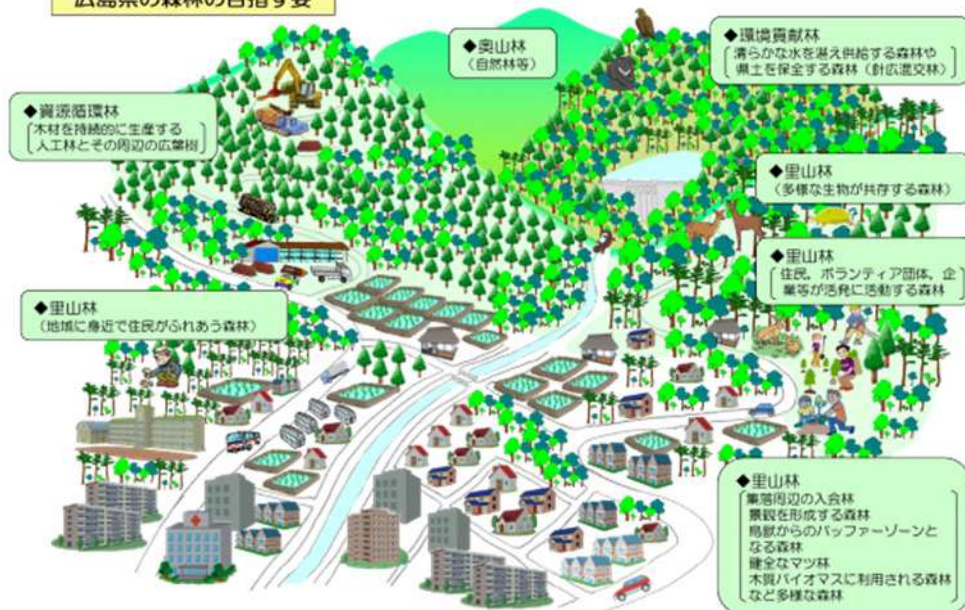 広島県の森林の目指す姿
◆奥山林
(自然林等)
◆環境貢献林
清らかな水を湛え供給する森林や
県土を保全する森林(針広混交林)
◆資源循環林
木材を持続的に生産する
人工林とその周辺の広葉樹
◆里山林
(多様な生物が共存する森林)
◆里山林
住民,ボランティア団体,企
業等が活発に活動する森林
◆里山林
(地域に身近で住民がふれあう森林)
◆里山林
集落周辺の入会林
景観を形成する森林
鳥獣からのバッファーゾーンと
なる森林
健全なマツ林
木質バイオマスに利用される森林
など多様な森林